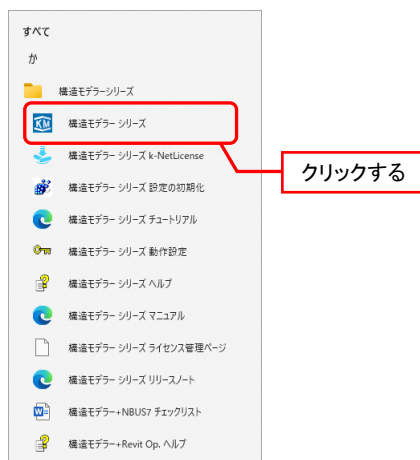 すべて
か
構造モデラーシリーズ
KM 構造モデラー シリーズ
構造モデラー シリーズ k-NetLicense
クリックする
構造モデラー シリーズ 設定の初期化
構造モデラー シリーズ チュートリアル
構造モデラー シリーズ 動作設定
構造モデラー シリーズ ヘルプ
構造モデラー シリーズ マニュアル
構造モデラー シリーズ ライセンス管理ページ
構造モデラー シリーズ リリースノート
構造モデラー+NBUS7 チェックリスト
構造モデラー+Revit Op. ヘルプ